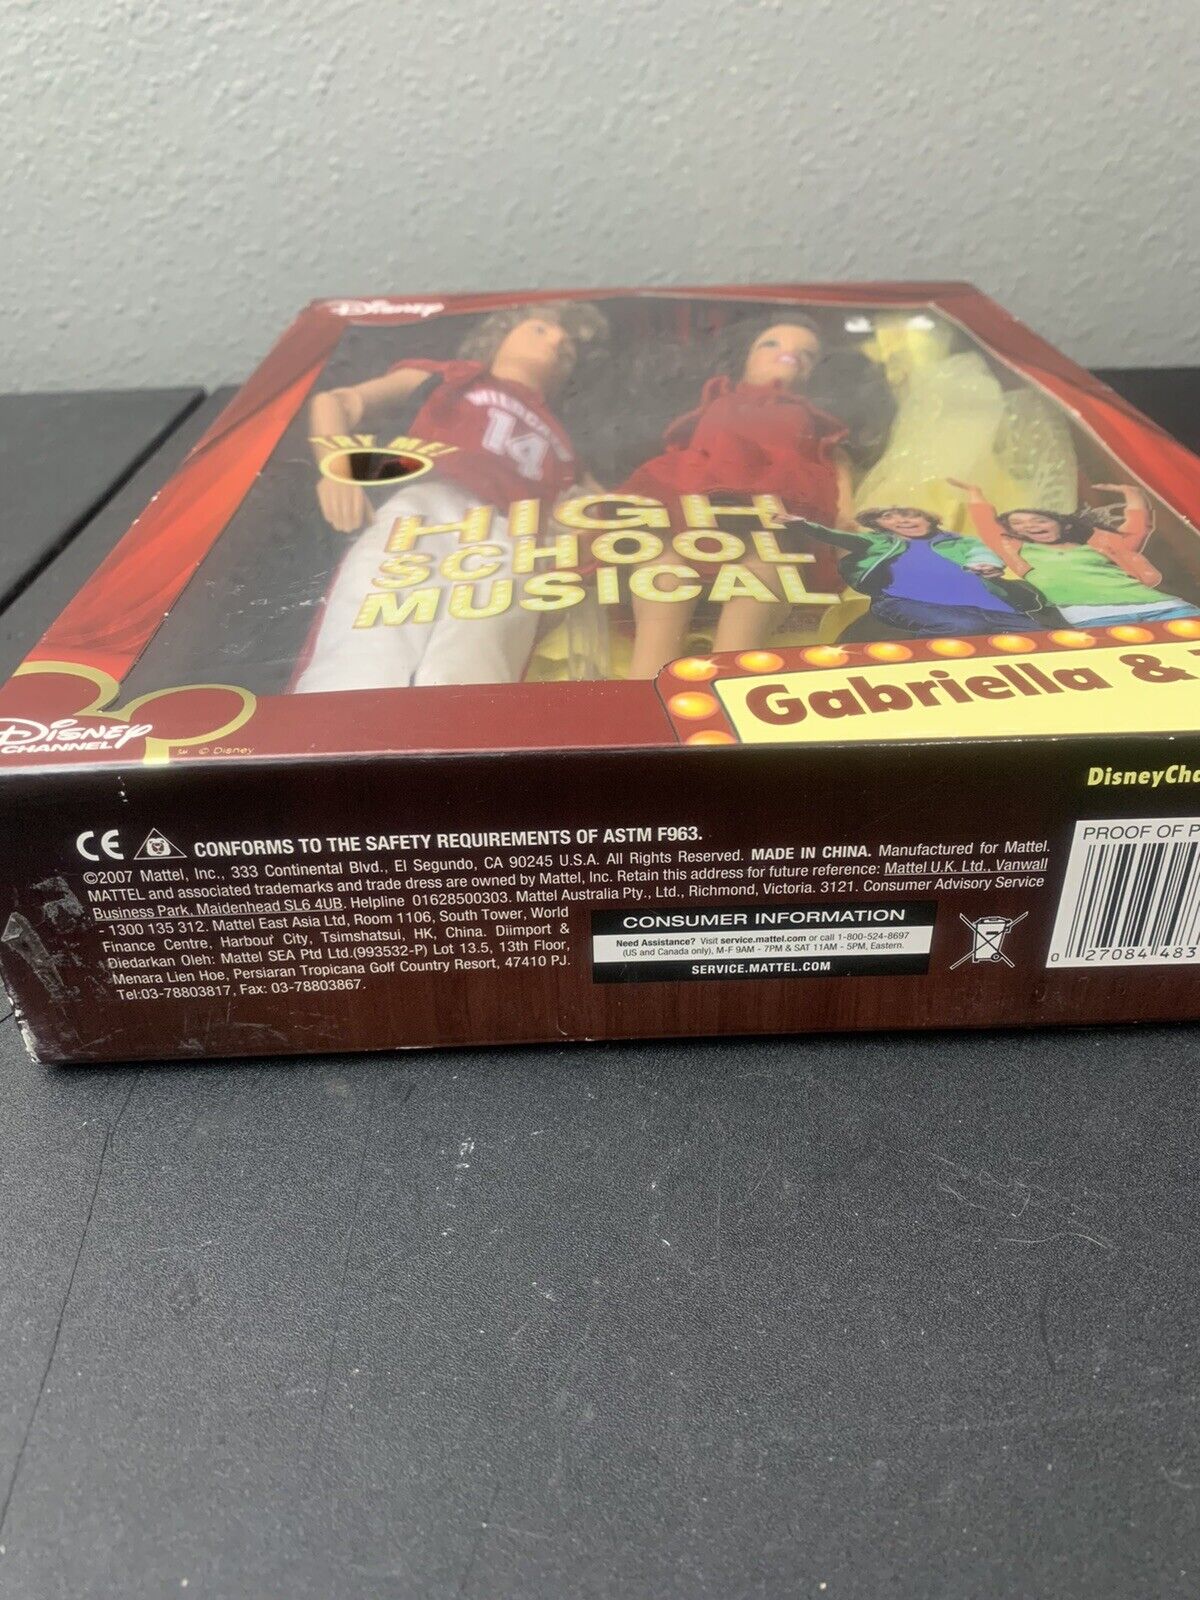 Disney
WILDCATS
14
TRY ME!
HIGH
SCHOOL
MUSICAL
Gabriella &
DISNEY
CHANNEL
SM © Disney
DisneyCha
CE CONFORMS TO THE SAFETY REQUIREMENTS OF ASTM F963.
©2007 Mattel, Inc., 333 Continental Blvd., El Segundo, CA 90245 U.S.A. All Rights Reserved. MADE IN CHINA. Manufactured for Mattel.
MATTEL and associated trademarks and trade dress are owned by Mattel, Inc. Retain this address for future reference: Mattel U.K. Ltd., Vanwall
Business Park, Maidenhead SL6 4UB. Helpline 01628500303. Mattel Australia Pty., Ltd., Richmond, Victoria. 3121. Consumer Advisory Service
- 1300 135 312. Mattel East Asia Ltd, Room 1106, South Tower, World
Finance Centre, Harbour City, Tsimshatsui, HK, China. Diimport &
Diedarkan Oleh: Mattel SEA Ptd Ltd.(993532-P) Lot 13.5, 13th Floor,
Menara Lien Hoe, Persiaran Tropicana Golf Country Resort, 47410 PJ.
Tel:03-78803817, Fax: 03-78803867.
CONSUMER INFORMATION
Need Assistance? Visit service.mattel.com or call 1-800-524-8697
(US and Canada only), M-F 9AM - 7PM & SAT 11AM - 5PM, Eastern.
SERVICE.MATTEL.COM
PROOF OF P
0 27084 483